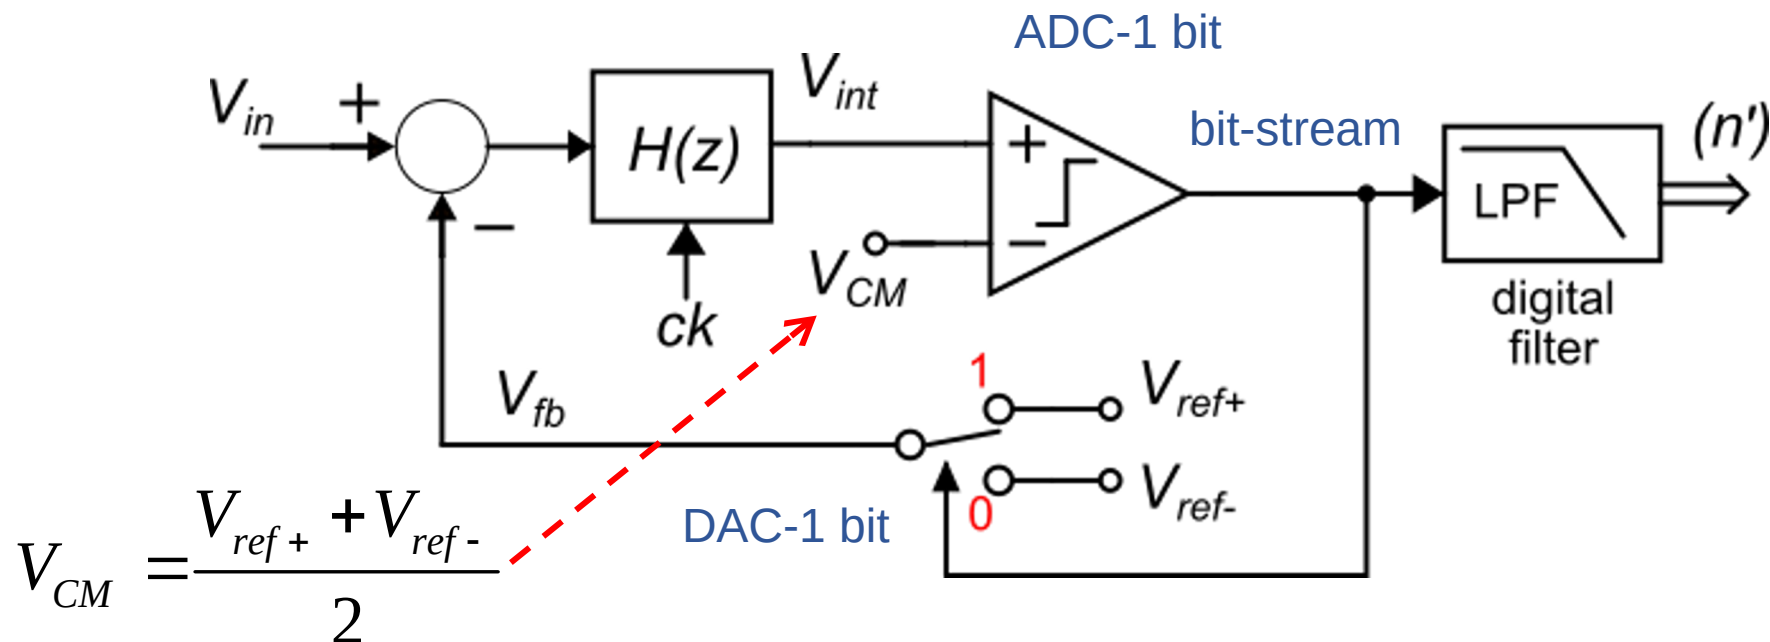 ADC-1 bit
V_in +
H(z)
V_int
+
bit-stream
(n')
LPF
−
−
V_CM
ck
digital
filter
1
V_ref+
V_fb
V_ref-
0
DAC-1 bit
V_CM = (V_ref+ + V_ref-) / 2